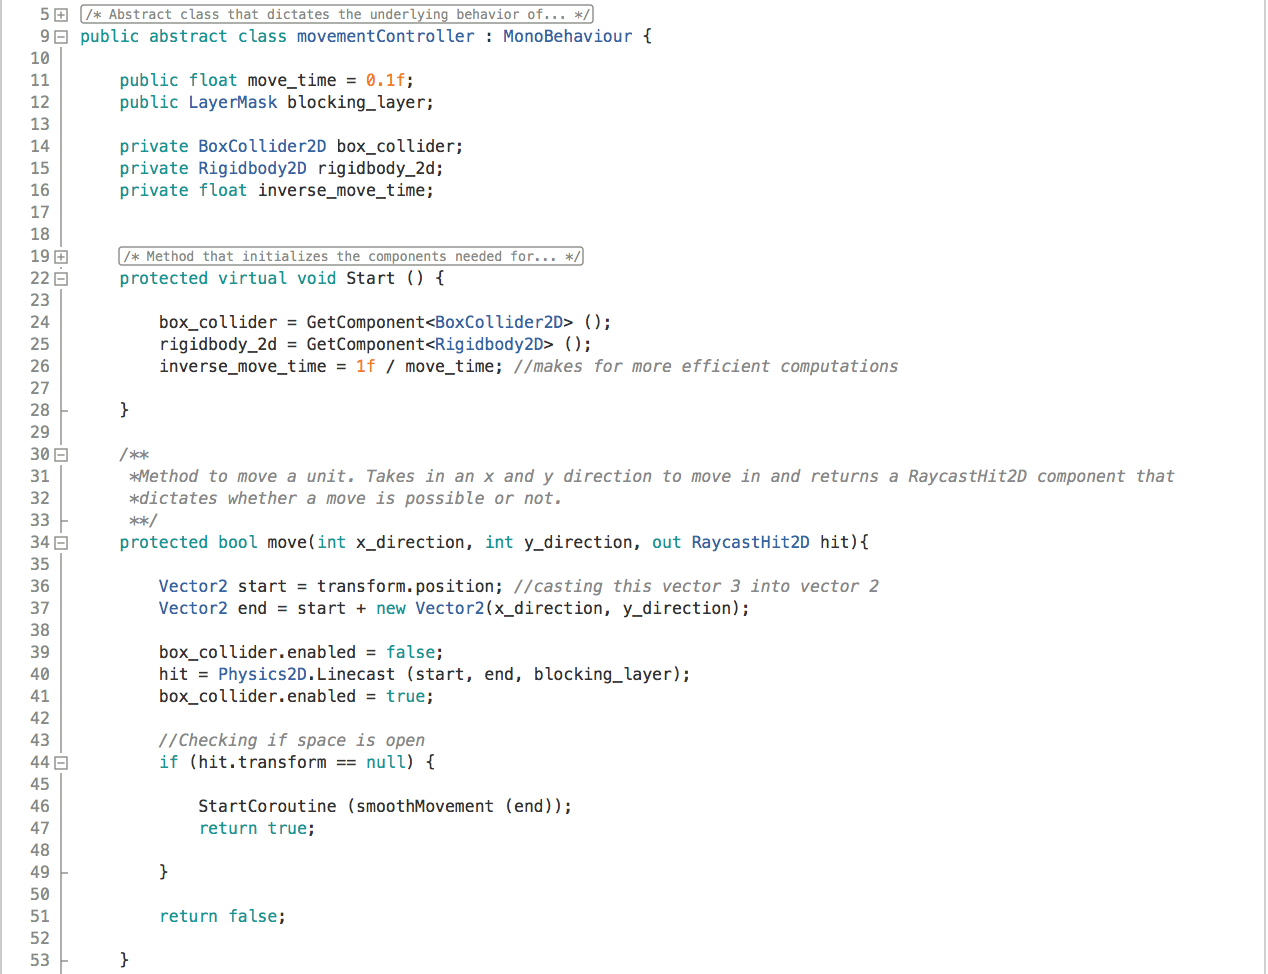 5 /* Abstract class that dictates the underlying behavior of... */
9 public abstract class movementController : MonoBehaviour {
10
11 public float move_time = 0.1f;
12 public LayerMask blocking_layer;
13
14 private BoxCollider2D box_collider;
15 private Rigidbody2D rigidbody_2d;
16 private float inverse_move_time;
17
18
19 /* Method that initializes the components needed for... */
22 protected virtual void Start () {
23
24 box_collider = GetComponent<BoxCollider2D> ();
25 rigidbody_2d = GetComponent<Rigidbody2D> ();
26 inverse_move_time = 1f / move_time; //makes for more efficient computations
27
28 }
29
30 /**
31 *Method to move a unit. Takes in an x and y direction to move in and returns a RaycastHit2D component that
32 *dictates whether a move is possible or not.
33 **/
34 protected bool move(int x_direction, int y_direction, out RaycastHit2D hit){
35
36 Vector2 start = transform.position; //casting this vector 3 into vector 2
37 Vector2 end = start + new Vector2(x_direction, y_direction);
38
39 box_collider.enabled = false;
40 hit = Physics2D.Linecast (start, end, blocking_layer);
41 box_collider.enabled = true;
42
43 //Checking if space is open
44 if (hit.transform == null) {
45
46 StartCoroutine (smoothMovement (end));
47 return true;
48
49 }
50
51 return false;
52
53 }